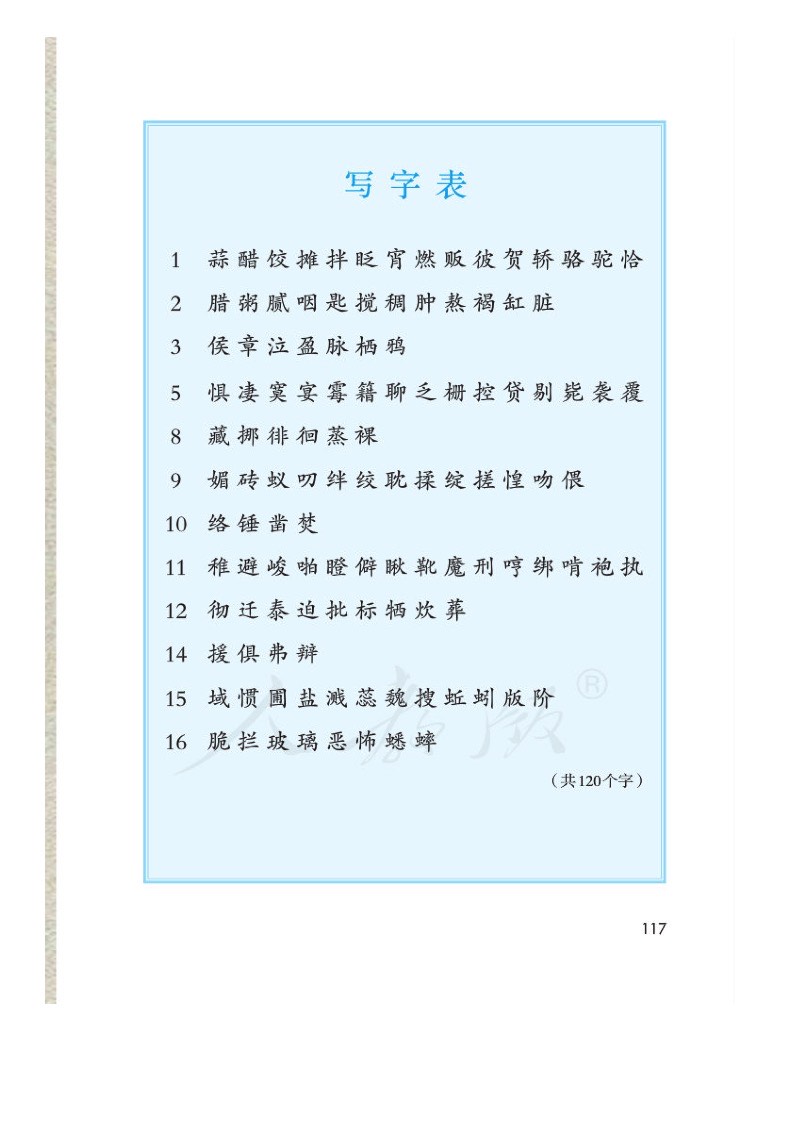 写字表
1 蒜醋饺摊拌眨宵燃贩彼贺轿骆驼恰
2 腊粥腻咽匙搅稠肿熬褐缸脏
3 侯章泣盈脉栖鸦
5 惧凄寞宴霉籍聊乏栅控贷剔毙袭覆
8 藏挪徘徊蒸裸
9 媚砖蚁叨绊绞耽揉绽搓惶吻偎
10 络锤凿焚
11 稚避峻啪瞪僻瞅靴魔刑哼绑啃袍执
12 彻迁泰迫批标牺炊葬
14 援俱弗辩
15 域惯圃盐溅蕊魏搜蚯蚓版阶
16 脆拦玻璃恶怖蟋蟀
（共120个字）
人教版®
117